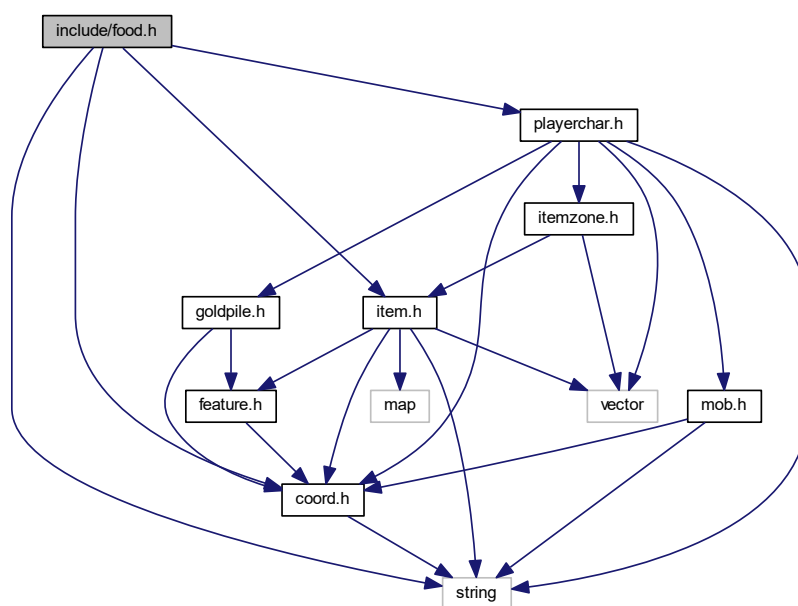 include/food.h
playerchar.h
itemzone.h
goldpile.h
item.h
feature.h
map
vector
mob.h
coord.h
string